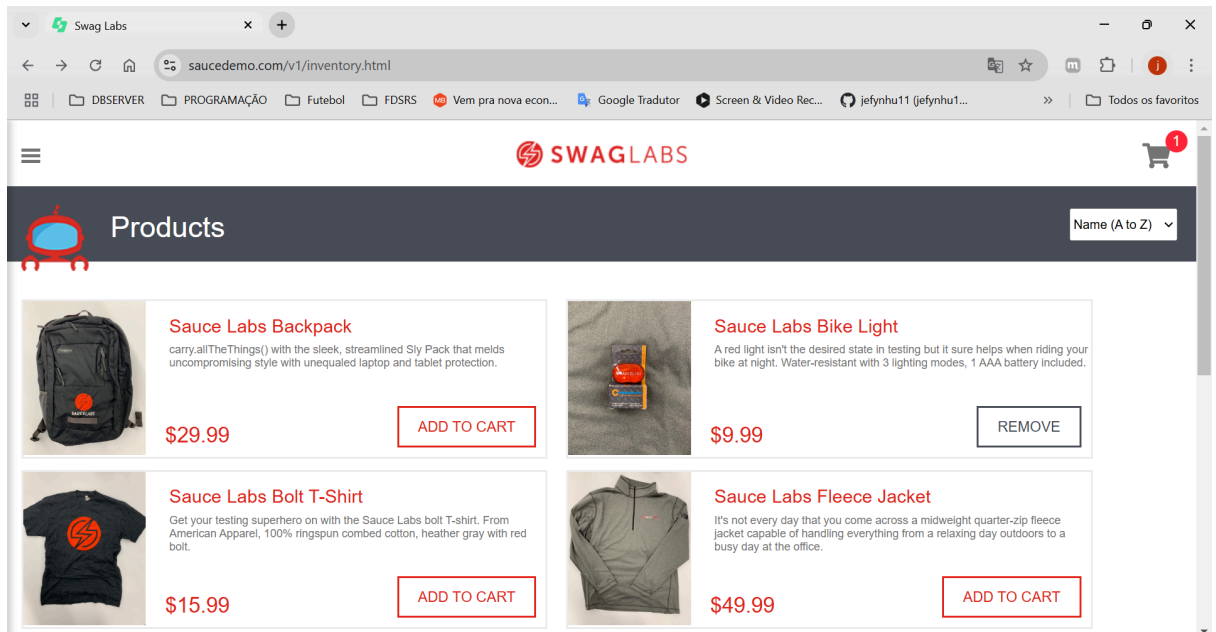 Swag Labs
saucedemo.com/v1/inventory.html
DBSERVER PROGRAMAÇÃO Futebol FDSRS Vem pra nova econ... Google Tradutor Screen & Video Rec... jefynhu11 (jefynhu1... » Todos os favoritos
SWAGLABS 1
Products Name (A to Z)
Sauce Labs Backpack
carry.allTheThings() with the sleek, streamlined Sly Pack that melds
uncompromising style with unequaled laptop and tablet protection.
$29.99 ADD TO CART
Sauce Labs Bike Light
A red light isn't the desired state in testing but it sure helps when riding your
bike at night. Water-resistant with 3 lighting modes, 1 AAA battery included.
$9.99 REMOVE
Sauce Labs Bolt T-Shirt
Get your testing superhero on with the Sauce Labs bolt T-shirt. From
American Apparel, 100% ringspun combed cotton, heather gray with red
bolt.
$15.99 ADD TO CART
Sauce Labs Fleece Jacket
It's not every day that you come across a midweight quarter-zip fleece
jacket capable of handling everything from a relaxing day outdoors to a
busy day at the office.
$49.99 ADD TO CART